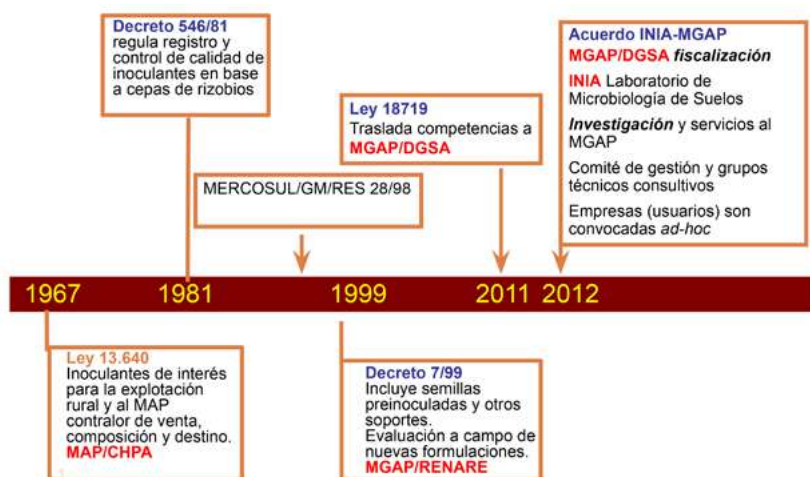 Decreto 546/81
regula registro y
control de calidad de
inoculantes en base
a cepas de rizobios
MERCOSUL/GM/RES 28/98
Ley 18719
Traslada competencias a
MGAP/DGSA
Acuerdo INIA-MGAP
MGAP/DGSA fiscalización
INIA Laboratorio de
Microbiología de Suelos
Investigación y servicios al
MGAP
Comité de gestión y grupos
técnicos consultivos
Empresas (usuarios) son
convocadas ad-hoc
1967 1981 1999 2011 2012
Ley 13.640
Inoculantes de interés
para la explotación
rural y al MAP
contralor de venta,
composición y destino.
MAP/CHPA
Decreto 7/99
Incluye semillas
preinoculadas y otros
soportes.
Evaluación a campo de
nuevas formulaciones.
MGAP/RENARE